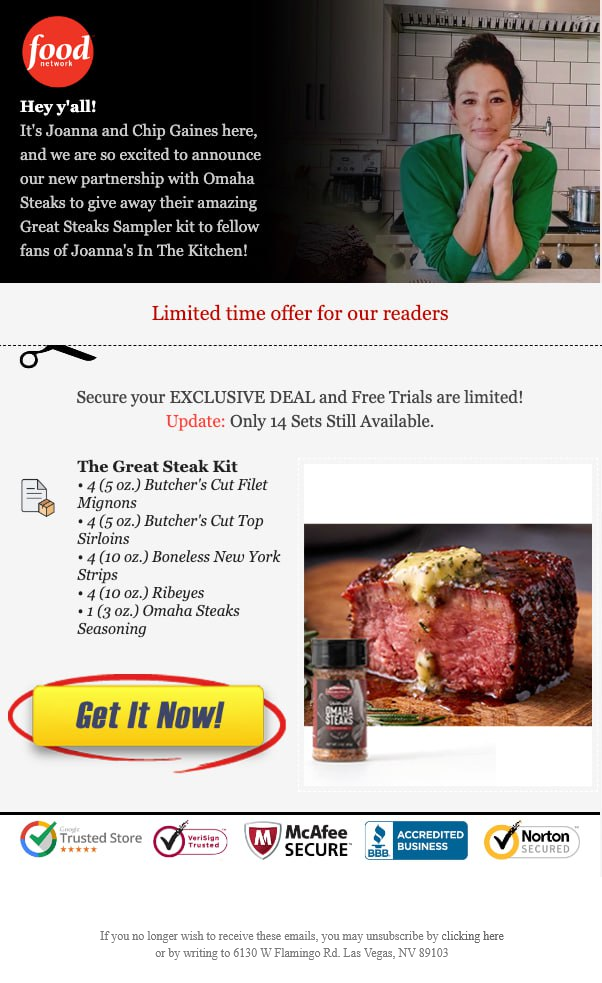 food
network
Hey y'all!
It's Joanna and Chip Gaines here,
and we are so excited to announce
our new partnership with Omaha
Steaks to give away their amazing
Great Steaks Sampler kit to fellow
fans of Joanna's In The Kitchen!
Limited time offer for our readers
Secure your EXCLUSIVE DEAL and Free Trials are limited!
Update: Only 14 Sets Still Available.
The Great Steak Kit
• 4 (5 oz.) Butcher's Cut Filet
Mignons
• 4 (5 oz.) Butcher's Cut Top
Sirloins
• 4 (10 oz.) Boneless New York
Strips
• 4 (10 oz.) Ribeyes
• 1 (3 oz.) Omaha Steaks
Seasoning
OMAHA
STEAKS
Get It Now!
Google
Trusted Store
VeriSign
Trusted
McAfee
SECURE
BBB.
ACCREDITED
BUSINESS
Norton
SECURED
If you no longer wish to receive these emails, you may unsubscribe by clicking here
or by writing to 6130 W Flamingo Rd. Las Vegas, NV 89103